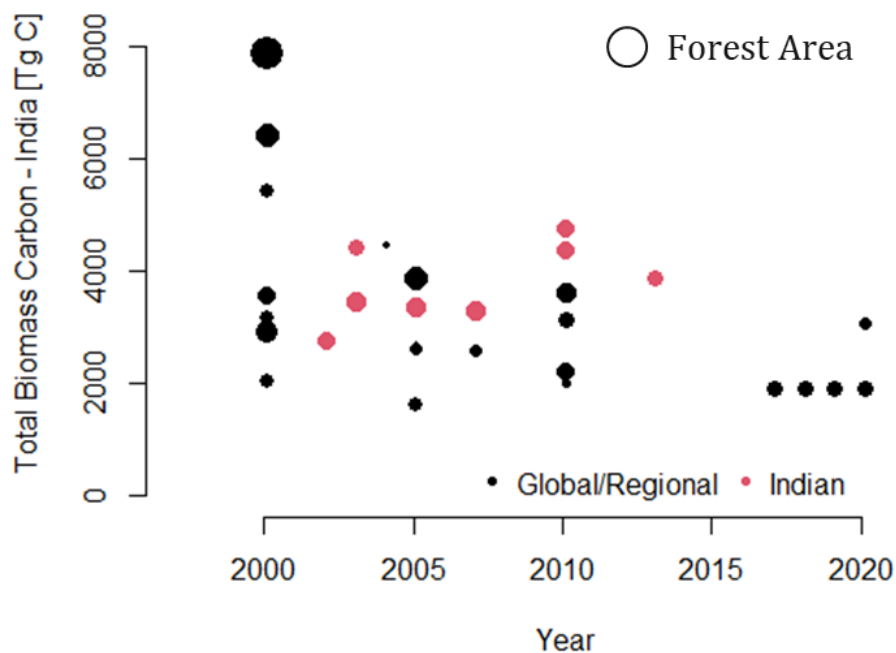 Forest Area
Total Biomass Carbon - India [Tg C]
8000
6000
4000
2000
0
Global/Regional
Indian
2000
2005
2010
2015
2020
Year